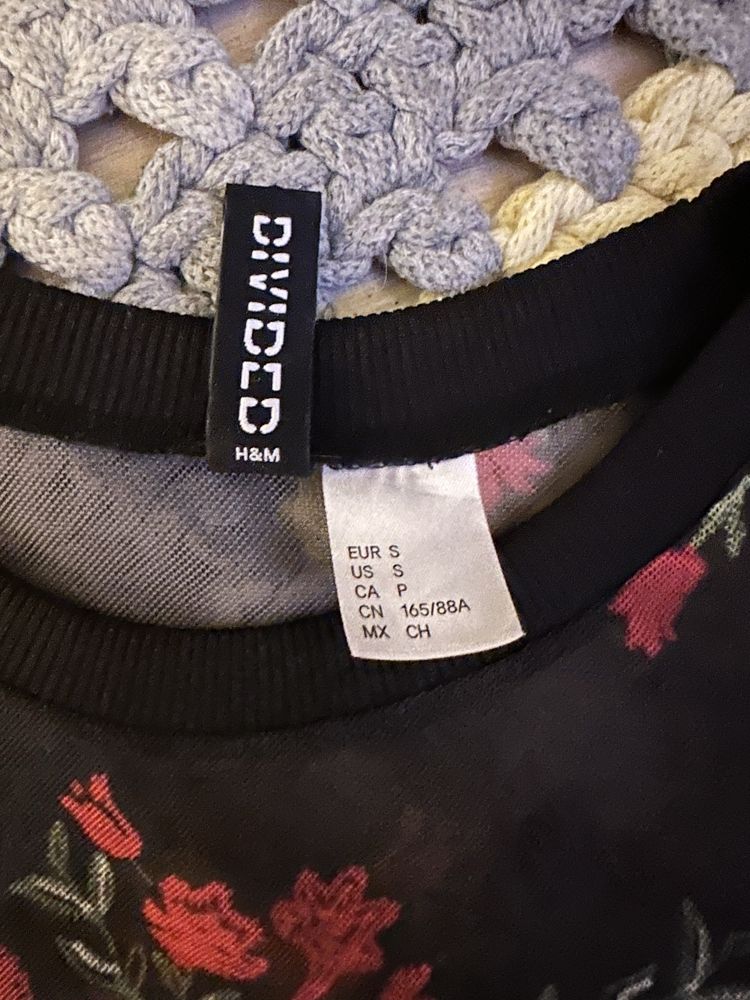 DIVIDED
H&M
EUR S
US S
CA P
CN 165/88A
MX CH